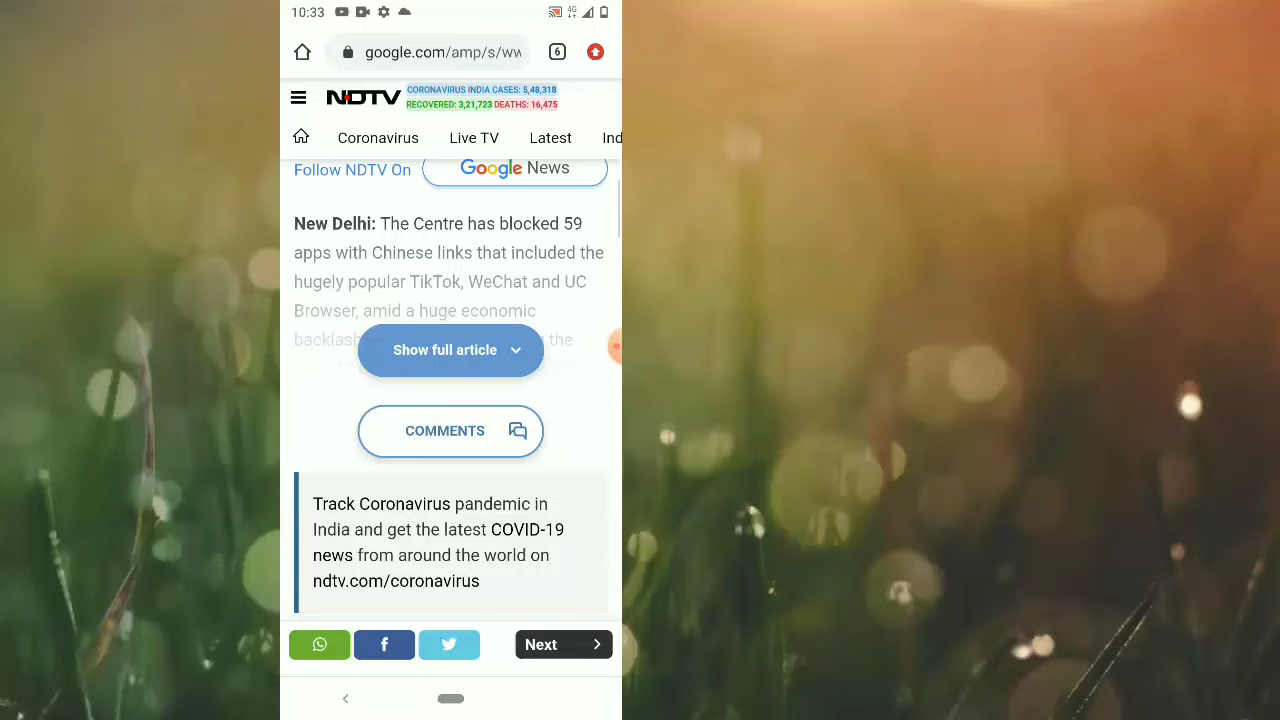 10:33 4G
google.com/amp/s/ww 6
NDTV CORONAVIRUS INDIA CASES: 5,48,318
RECOVERED: 3,21,723 DEATHS: 16,475
Coronavirus Live TV Latest Ind
Follow NDTV On Google News
New Delhi: The Centre has blocked 59
apps with Chinese links that included the
hugely popular TikTok, WeChat and UC
Browser, amid a huge economic
backlash the
Show full article
COMMENTS
Track Coronavirus pandemic in
India and get the latest COVID-19
news from around the world on
ndtv.com/coronavirus
f Next